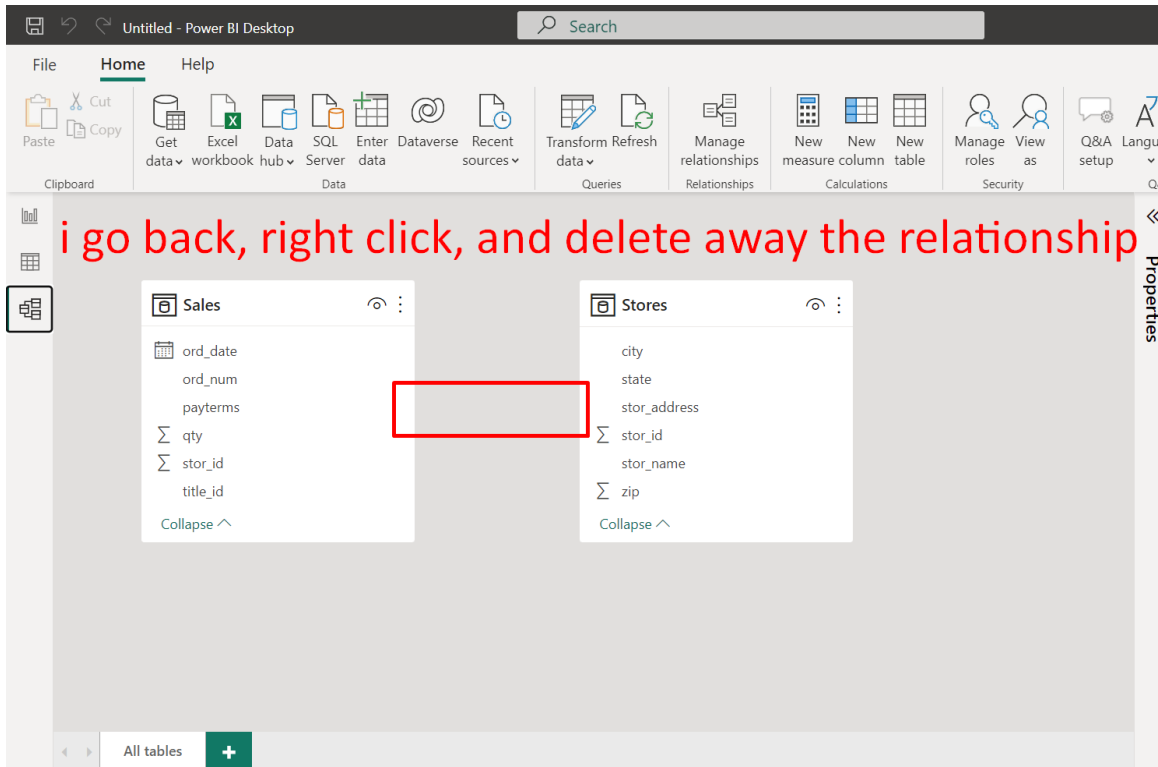 Untitled - Power BI Desktop
Search
File Home Help
Paste
Cut
Copy
Get data
Excel workbook
Data hub
SQL Server
Enter data
Dataverse
Recent sources
Transform data
Refresh
Manage relationships
New measure
New column
New table
Manage roles
View as
Q&A setup
Langu
Clipboard Data Queries Relationships Calculations Security Q
i go back, right click, and delete away the relationship
Properties
Sales
ord_date
ord_num
payterms
qty
stor_id
title_id
Collapse
Stores
city
state
stor_address
stor_id
stor_name
zip
Collapse
All tables